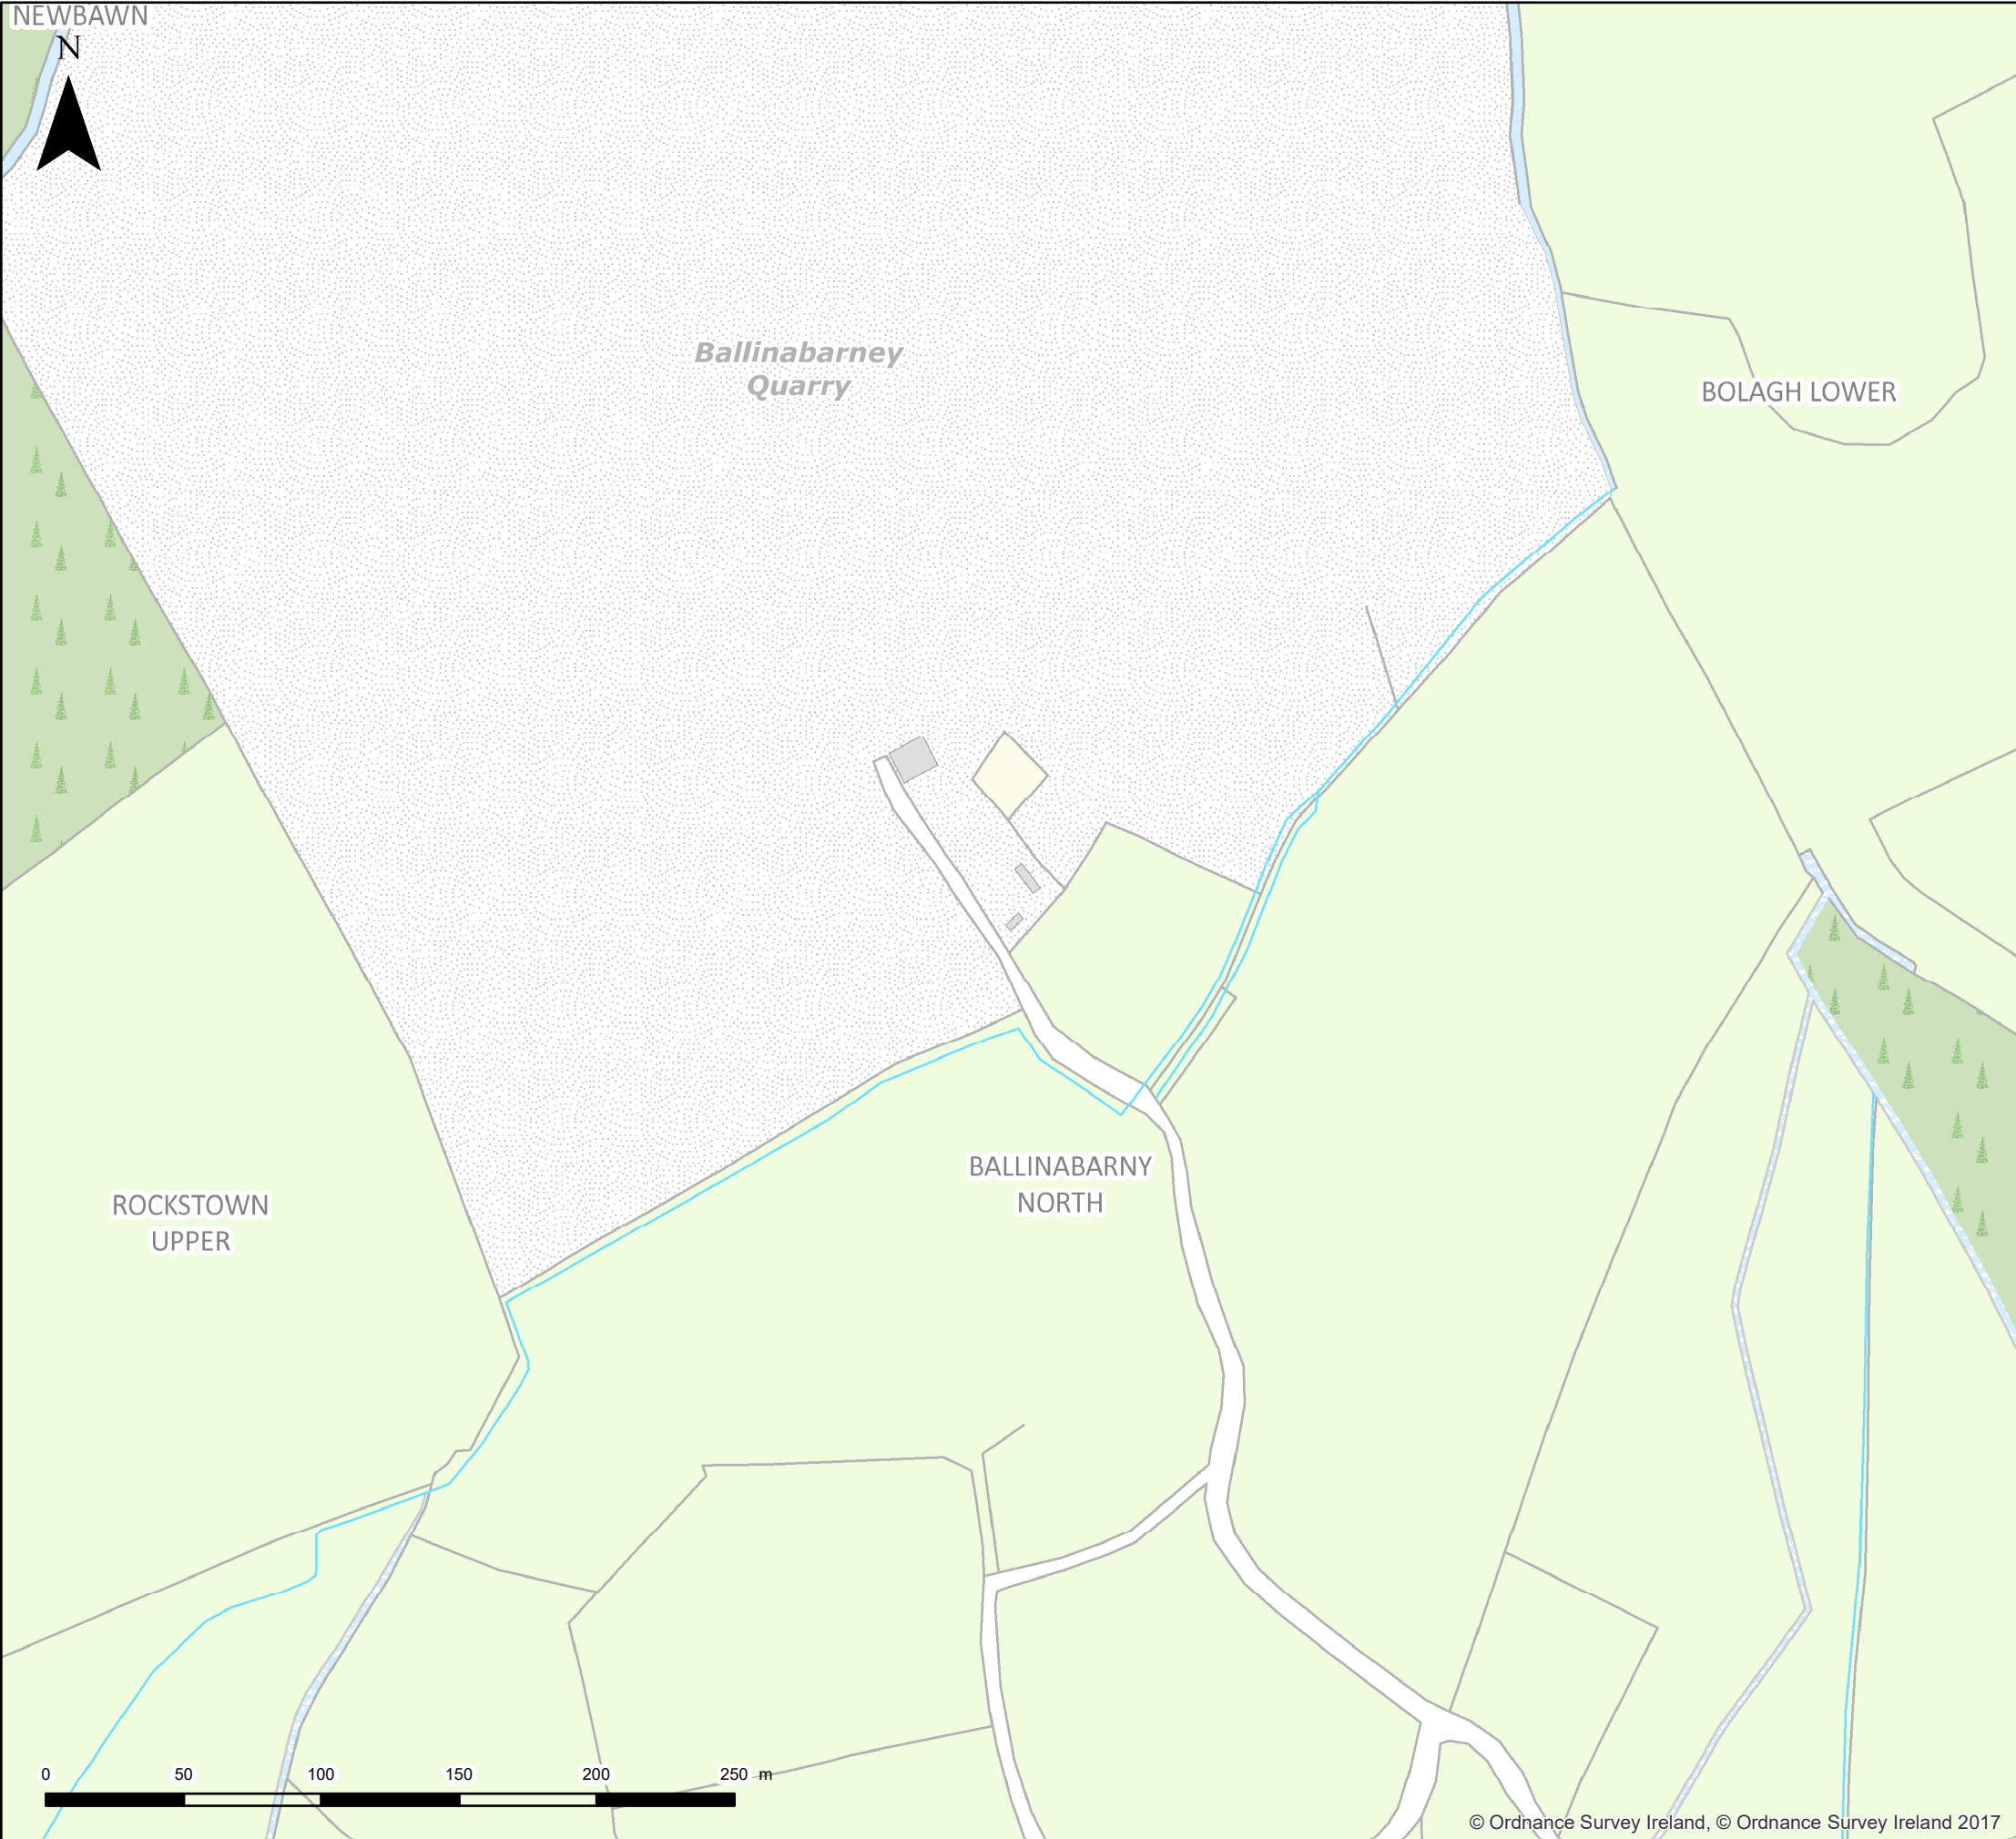 NEWBAWN
N
Ballinabarney
Quarry
BOLAGH LOWER
BALLINABARNY
NORTH
ROCKSTOWN
UPPER
0 50 100 150 200 250 m
© Ordnance Survey Ireland, © Ordnance Survey Ireland 2017